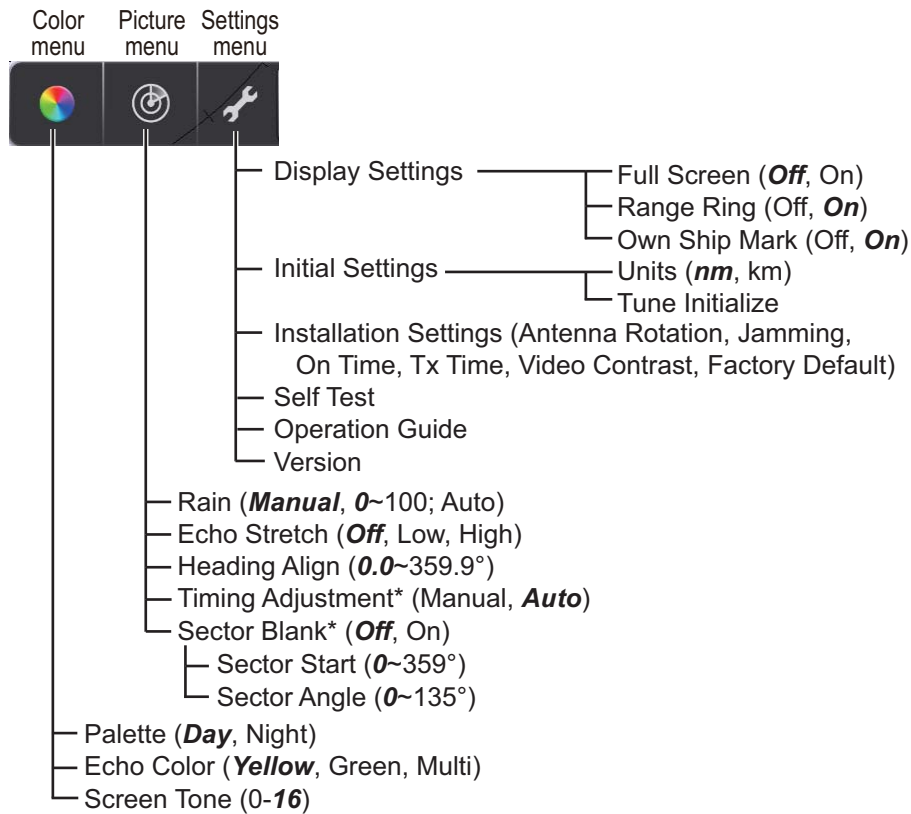 Color menu
Picture menu
Settings menu
Display Settings
Full Screen (Off, On)
Range Ring (Off, On)
Own Ship Mark (Off, On)
Initial Settings
Units (nm, km)
Tune Initialize
Installation Settings (Antenna Rotation, Jamming,
On Time, Tx Time, Video Contrast, Factory Default)
Self Test
Operation Guide
Version
Rain (Manual, 0~100; Auto)
Echo Stretch (Off, Low, High)
Heading Align (0.0~359.9°)
Timing Adjustment* (Manual, Auto)
Sector Blank* (Off, On)
Sector Start (0~359°)
Sector Angle (0~135°)
Palette (Day, Night)
Echo Color (Yellow, Green, Multi)
Screen Tone (0-16)